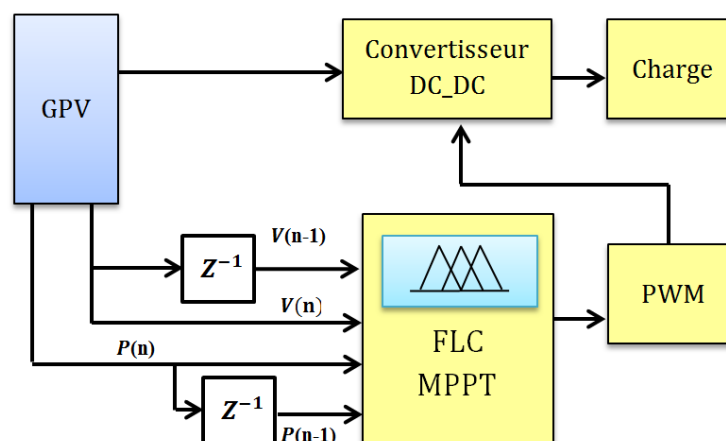 GPV
Convertisseur
DC_DC
Charge
V(n-1)
Z⁻¹
V(n)
P(n)
Z⁻¹
P(n-1)
FLC
MPPT
PWM